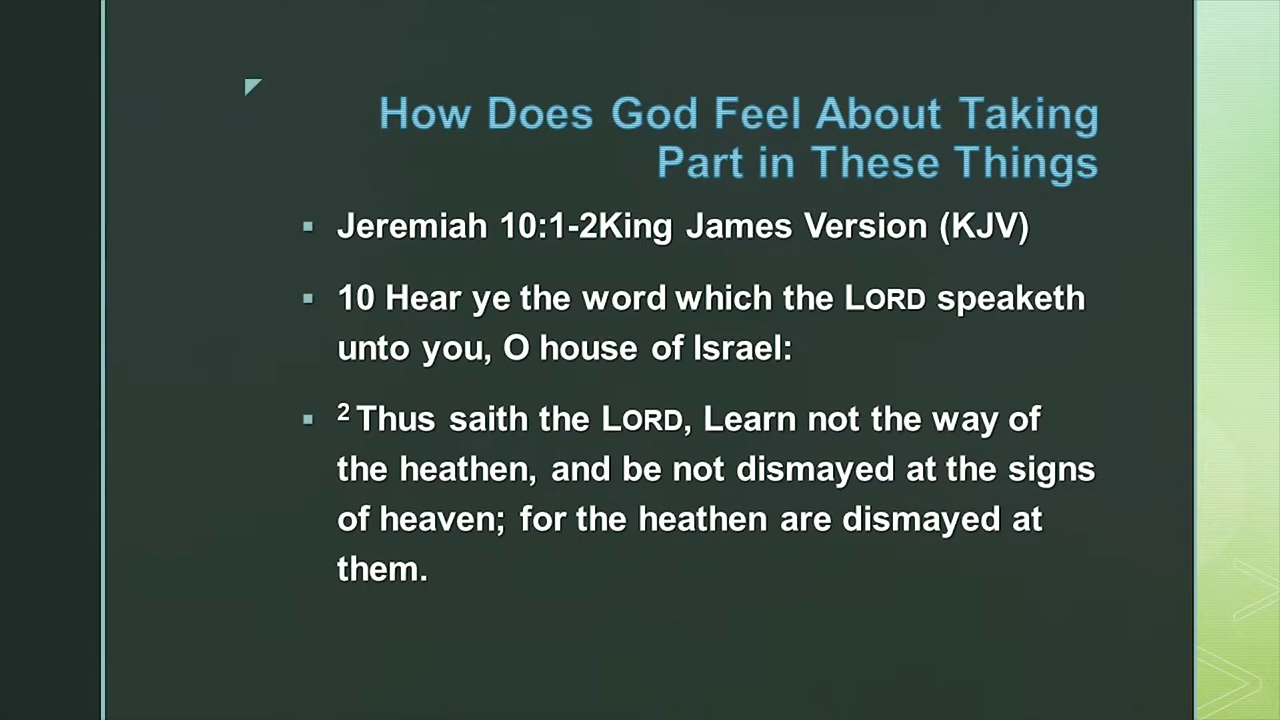 How Does God Feel About Taking
Part in These Things
▪ Jeremiah 10:1-2King James Version (KJV)
▪ 10 Hear ye the word which the LORD speaketh
unto you, O house of Israel:
▪ 2 Thus saith the LORD, Learn not the way of
the heathen, and be not dismayed at the signs
of heaven; for the heathen are dismayed at
them.